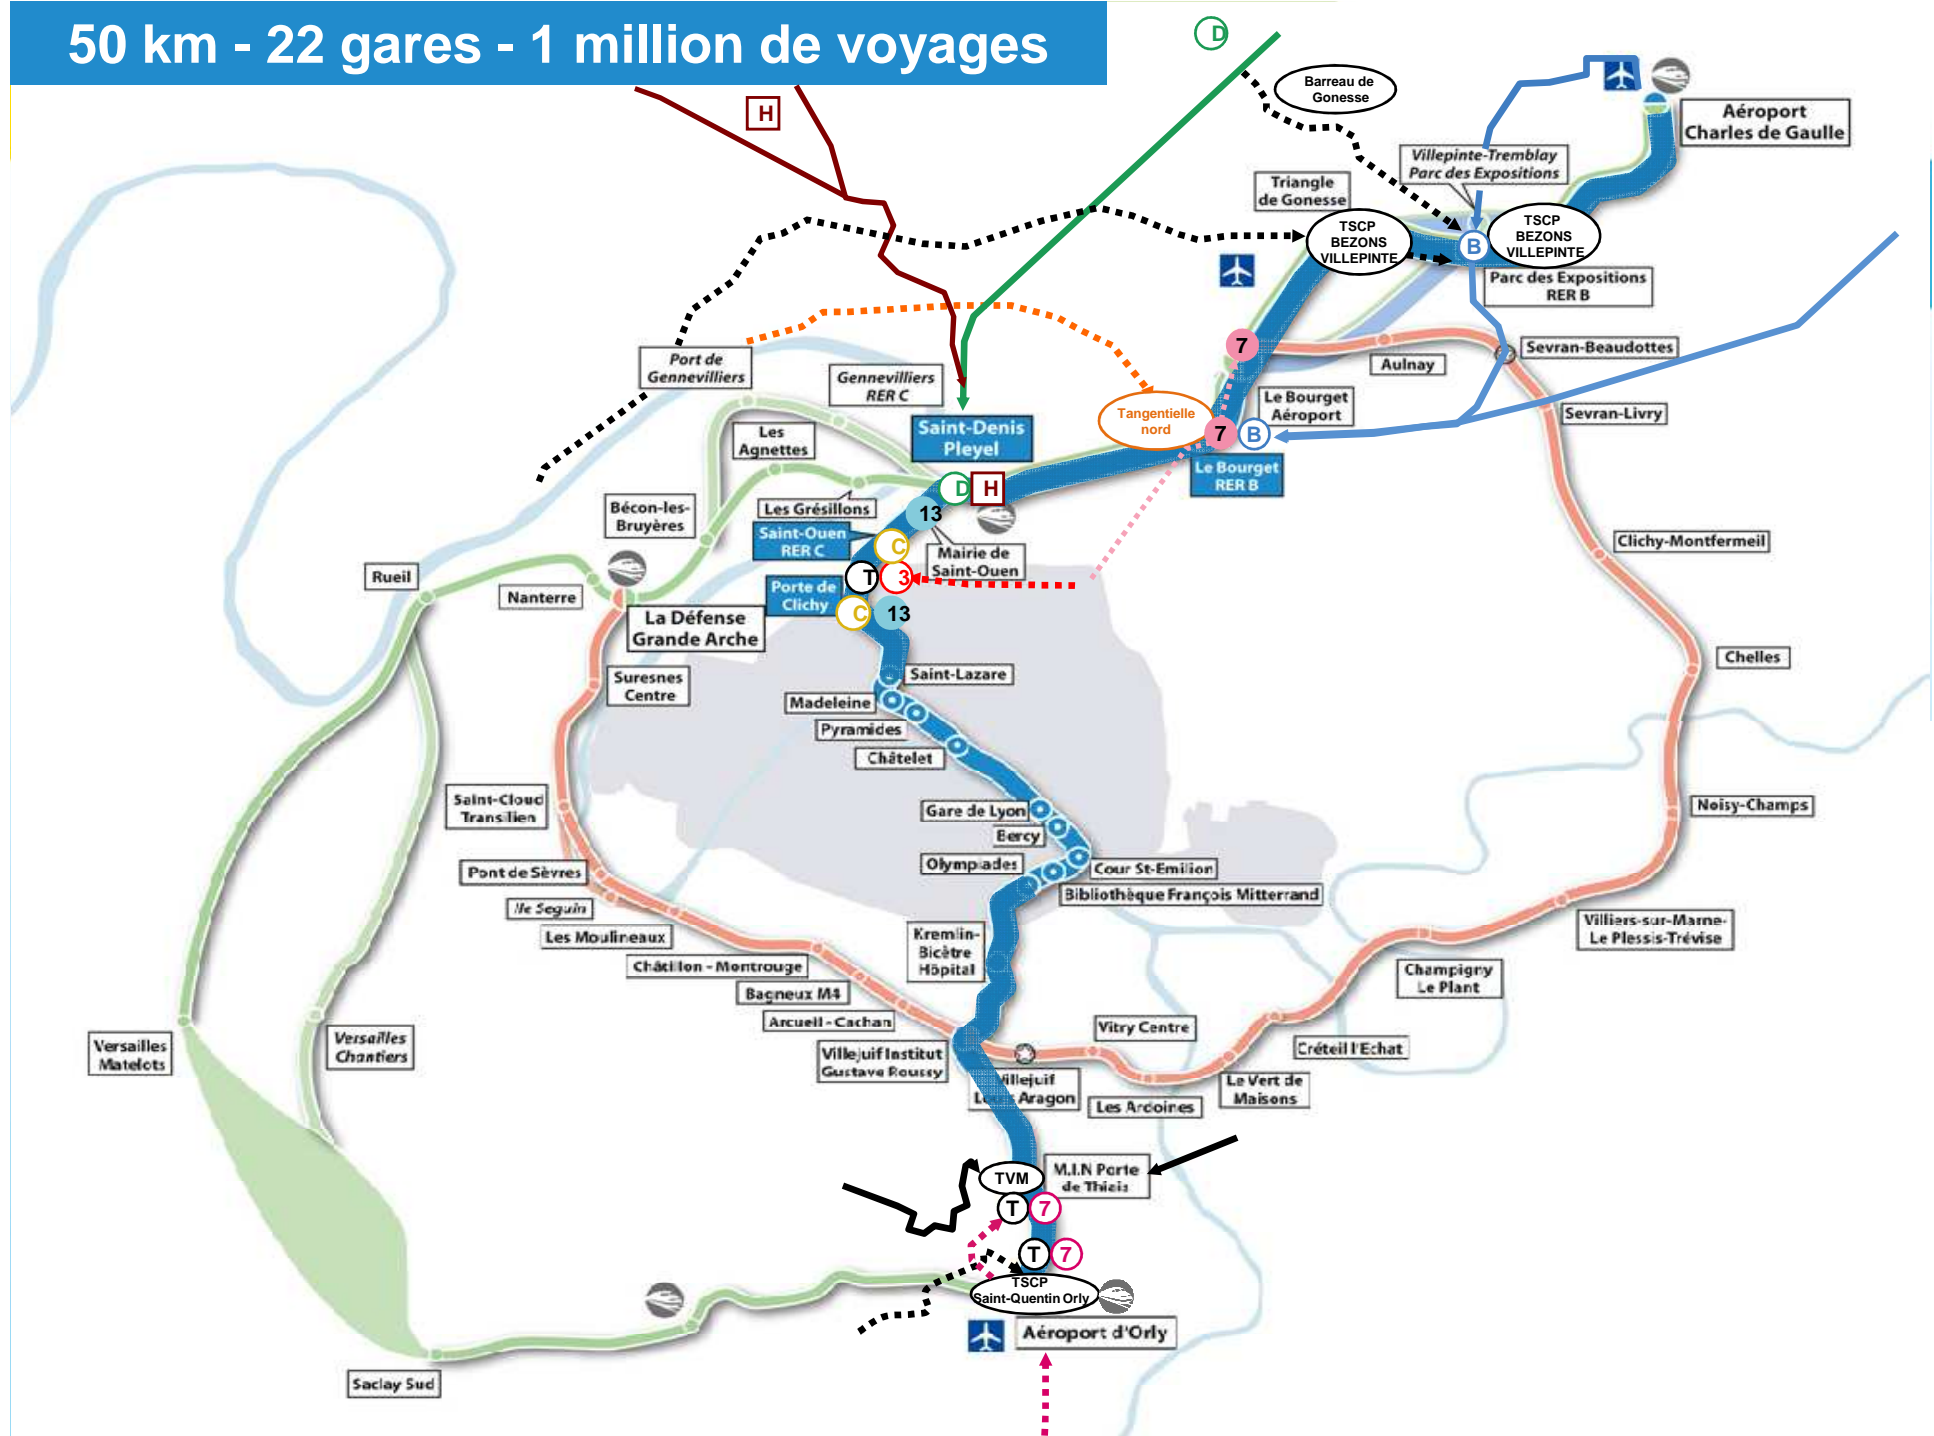 50 km - 22 gares - 1 million de voyages
D
H
Barreau de
Gonesse
Aéroport
Charles de Gaulle
Villepinte-Tremblay
Parc des Expositions
Triangle
de Gonesse
TSCP
BEZONS
VILLEPINTE
B
TSCP
BEZONS
VILLEPINTE
Parc des Expositions
RER B
7
Aulnay
Sevran-Beaudottes
Port de
Gennevilliers
Gennevilliers
RER C
Le Bourget
Aéroport
Sevran-Livry
Tangentielle
nord
7
B
Saint-Denis
Pleyel
Les
Agnettes
Le Bourget
RER B
D
H
Bécon-les-
Bruyères
Les Grésillons
13
Saint-Ouen
RER C
C
Mairie de
Saint-Ouen
Clichy-Montfermeil
Rueil
Nanterre
T
3
Porte de
Clichy
C
13
La Défense
Grande Arche
Chelles
Suresnes
Centre
Saint-Lazare
Madeleine
Pyramides
Châtelet
Saint-Cloud
Transilien
Gare de Lyon
Bercy
Noisy-Champs
Olympiades
Cour St-Emilion
Pont de Sèvres
Bibliothèque François Mitterrand
Ile Seguin
Les Moulineaux
Villiers-sur-Marne-
Le Plessis-Trévise
Kremlin-
Bicètre
Hôpital
Châtillon - Montrouge
Champigny
Le Plant
Bagneux M4
Arcueil - Cachan
Vitry Centre
Versailles
Matelots
Versailles
Chantiers
Créteil l'Echat
Villejuif Institut
Gustave Roussy
Villejuif
Aragon
Le Vert de
Maisons
Les Ardoines
TVM
M.I.N Porte
de Thiais
T
7
T
7
TSCP
Saint-Quentin Orly
Aéroport d'Orly
Saclay Sud